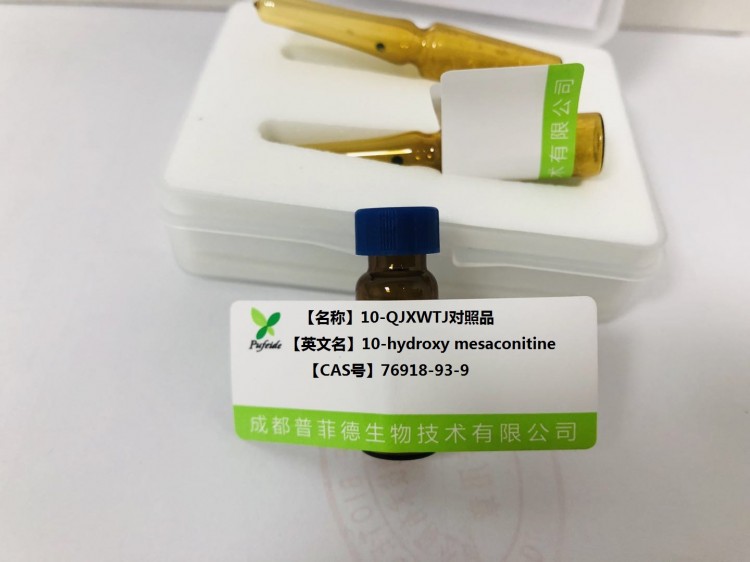 术有限公司
【名称】10-QJXWTJ对照品
Pufeide
【英文名】10-hydroxy mesaconitine
【CAS号】76918-93-9
成都普菲德生物技术有限公司